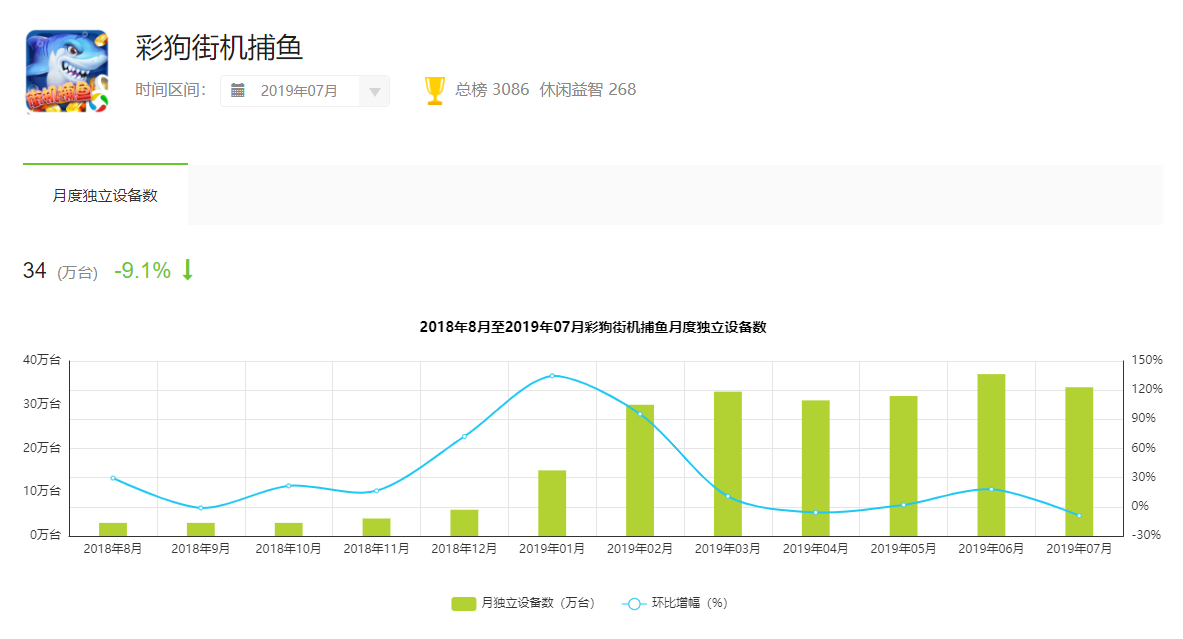 彩狗街机捕鱼
街机捕鱼
时间区间： 2019年07月 总榜 3086 休闲益智 268
月度独立设备数
34 (万台) -9.1%
2018年8月至2019年07月彩狗街机捕鱼月度独立设备数
40万台 150%
120%
30万台
90%
20万台 60%
10万台 30%
0%
0万台 -30%
2018年8月 2018年9月 2018年10月 2018年11月 2018年12月 2019年01月 2019年02月 2019年03月 2019年04月 2019年05月 2019年06月 2019年07月
月独立设备数（万台） 环比增幅（%）